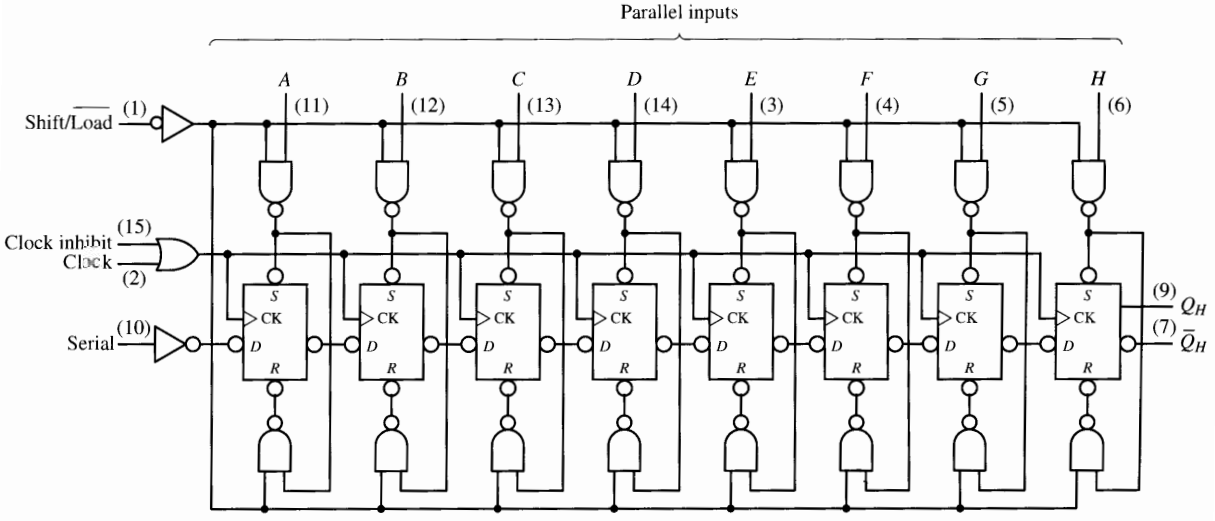 Parallel inputs
A B C D E F G H
Shift/L̅o̅a̅d̅ (1) (11) (12) (13) (14) (3) (4) (5) (6)
Clock inhibit (15)
Clock (2)
S S S S S S S S
(9) Q_H
CK CK CK CK CK CK CK CK
Serial (10)
D D D D D D D D
(7) Q̅_H
R R R R R R R R